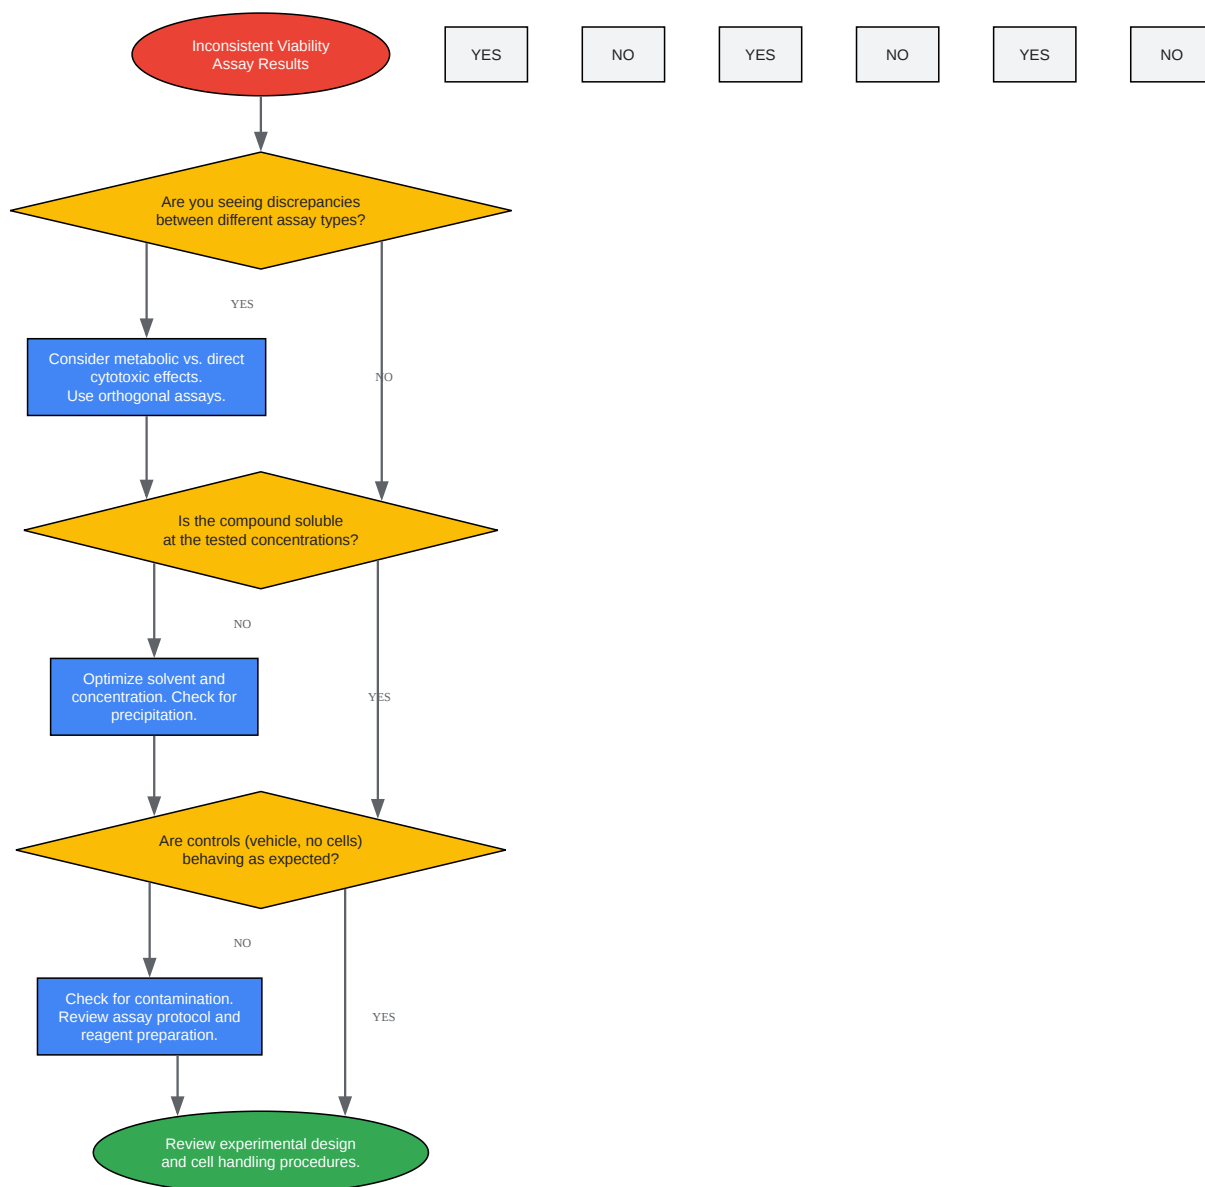 Inconsistent Viability
Assay Results
YES
NO
YES
NO
YES
NO
Are you seeing discrepancies
between different assay types?
YES
Consider metabolic vs. direct
cytotoxic effects.
Use orthogonal assays.
NO
Is the compound soluble
at the tested concentrations?
NO
Optimize solvent and
concentration. Check for
precipitation.
YES
Are controls (vehicle, no cells)
behaving as expected?
NO
Check for contamination.
Review assay protocol and
reagent preparation.
YES
Review experimental design
and cell handling procedures.